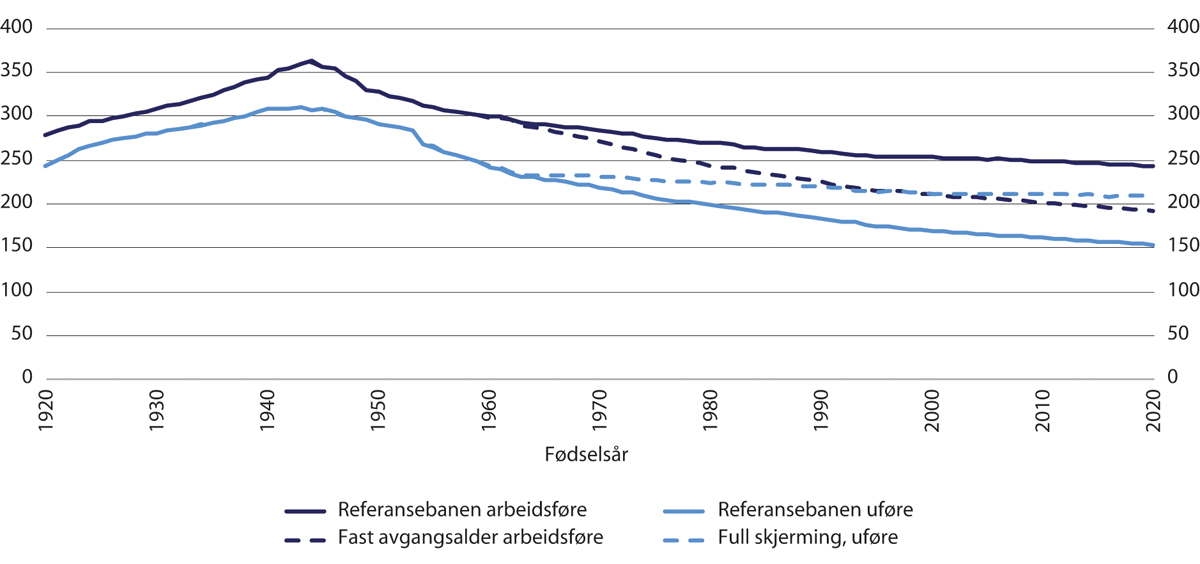 400 400
350 350
300 300
250 250
200 200
150 150
100 100
50 50
0 0
1920 1930 1940 1950 1960 1970 1980 1990 2000 2010 2020
Fødselsår
Referansebanen arbeidsføre Referansebanen uføre
Fast avgangsalder arbeidsføre Full skjerming, uføre